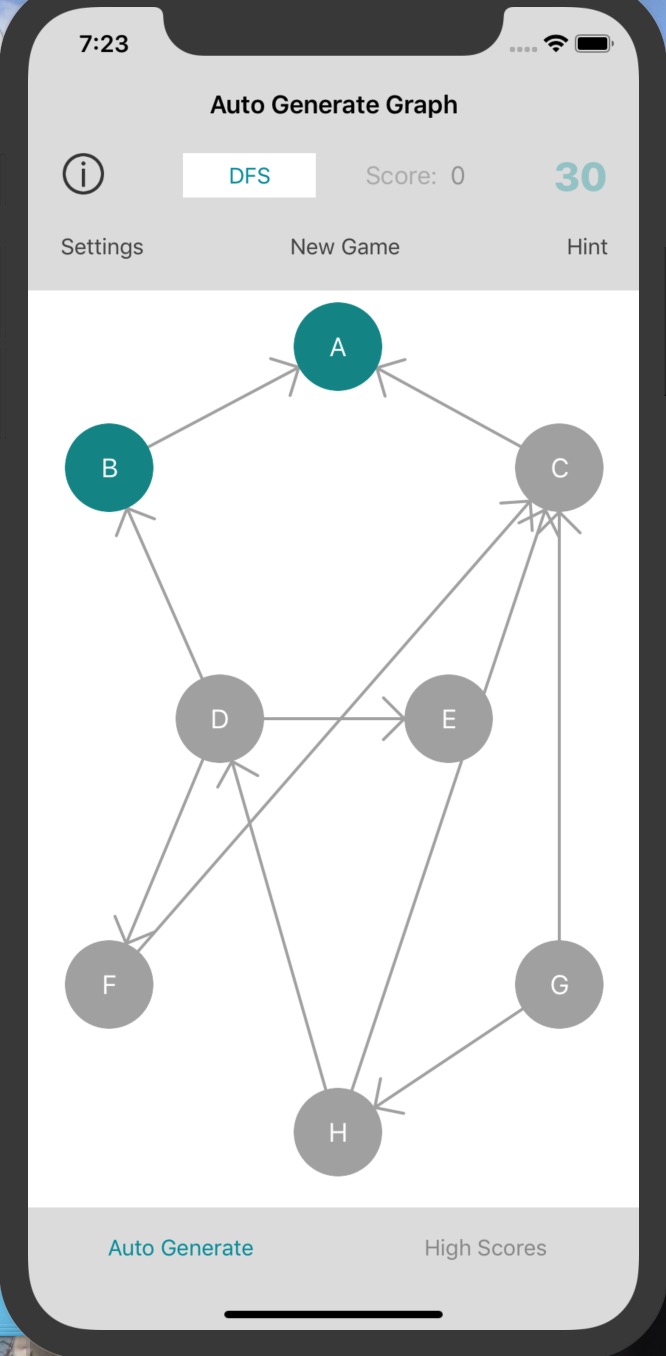 7:23
Auto Generate Graph
DFS Score: 0 30
Settings New Game Hint
A
B C
D E
F G
H
Auto Generate High Scores